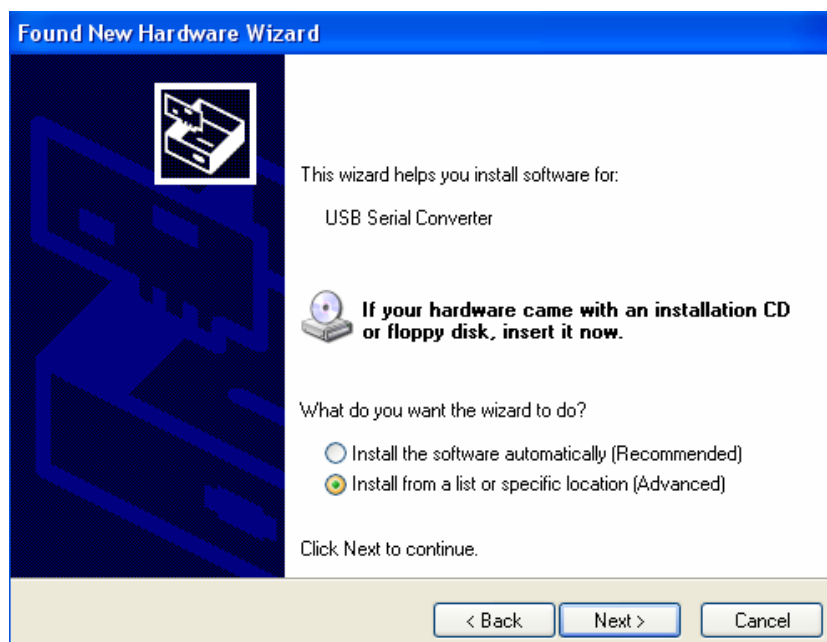 Found New Hardware Wizard
This wizard helps you install software for:
USB Serial Converter
If your hardware came with an installation CD
or floppy disk, insert it now.
What do you want the wizard to do?
Install the software automatically (Recommended)
Install from a list or specific location (Advanced)
Click Next to continue.
< Back Next > Cancel